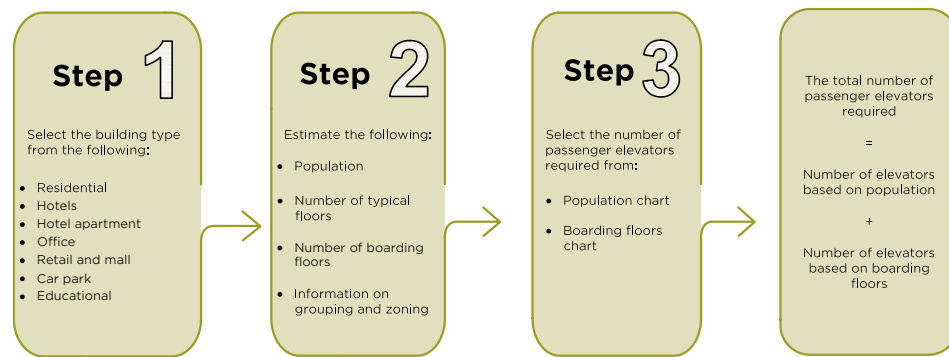 Step 1
Select the building type
from the following:
• Residential
• Hotels
• Hotel apartment
• Office
• Retail and mall
• Car park
• Educational
Step 2
Estimate the following:
• Population
• Number of typical
floors
• Number of boarding
floors
• Information on
grouping and zoning
Step 3
Select the number of
passenger elevators
required from:
• Population chart
• Boarding floors
chart
The total number of
passenger elevators
required
=
Number of elevators
based on population
+
Number of elevators
based on boarding
floors